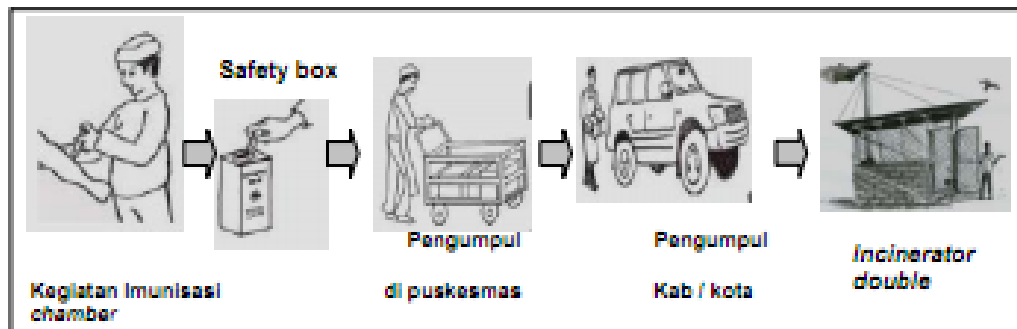 Safety box
Pengumpul
Pengumpul
Incinerator
double
Kegiatan Imunisasi
di puskesmas
Kab / kota
chamber